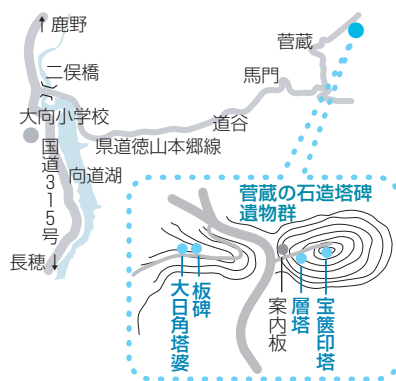 ↑鹿野
二俣橋
大向小学校
国道315号
向道湖
長穂↓
県道徳山本郷線
道谷
馬門
菅蔵
菅蔵の石造塔碑
遺物群
大日角塔婆
板碑
案内板
層塔
宝篋印塔